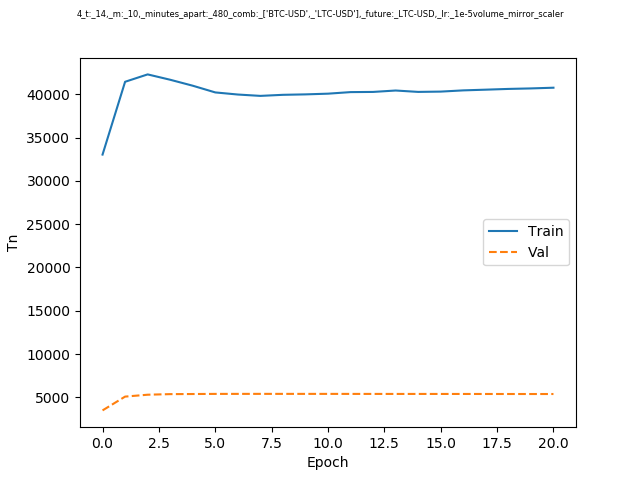 4_t:_14,_m:_10,_minutes_apart:_480_comb:_['BTC-USD',_'LTC-USD'],_future:_LTC-USD,_lr:_1e-5volume_mirror_scaler
40000
35000
30000
25000
20000
15000
10000
5000
Tn
Train
Val
0.0 2.5 5.0 7.5 10.0 12.5 15.0 17.5 20.0
Epoch